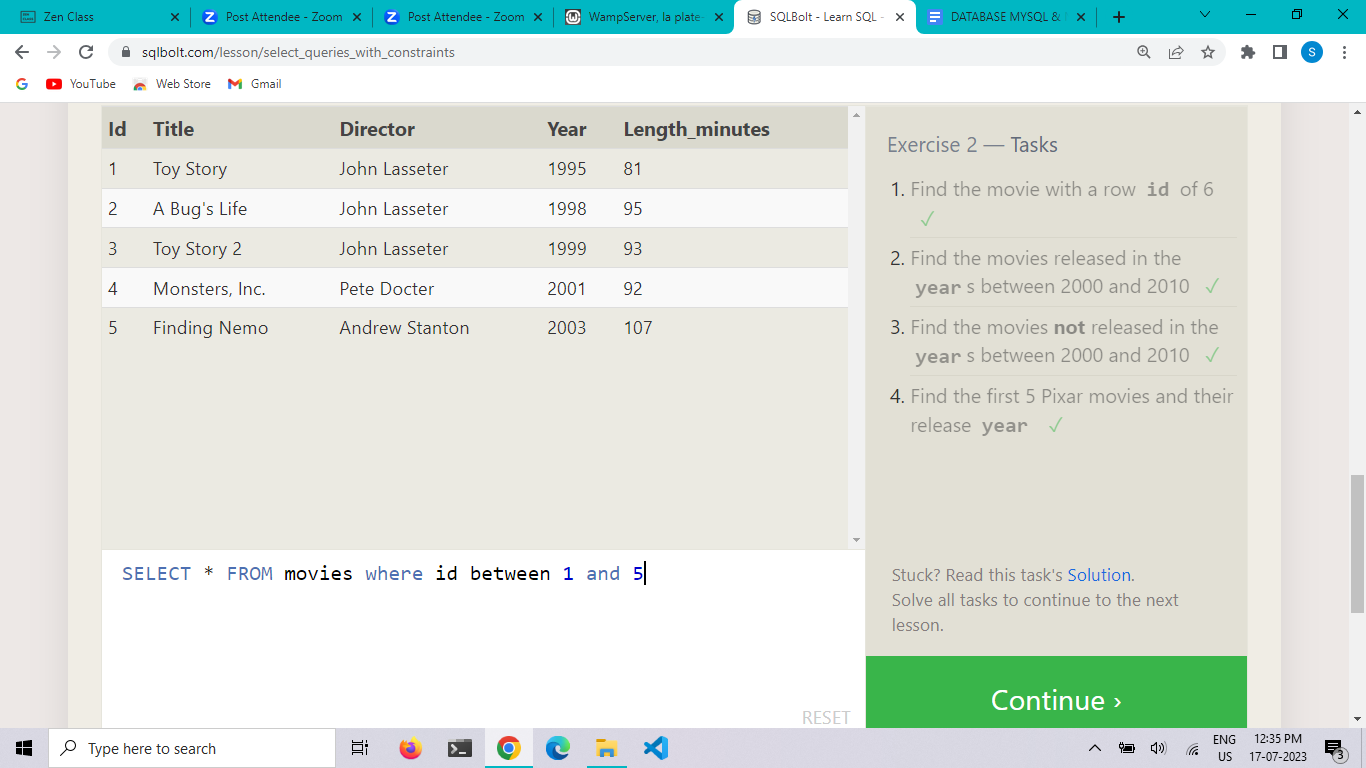 Zen Class
Post Attendee - Zoom
Post Attendee - Zoom
WampServer, la plate
SQLBolt - Learn SQL -
DATABASE MYSQL &
sqlbolt.com/lesson/select_queries_with_constraints
S
YouTube
Web Store
Gmail
Id Title Director Year Length_minutes
1 Toy Story John Lasseter 1995 81
2 A Bug's Life John Lasseter 1998 95
3 Toy Story 2 John Lasseter 1999 93
4 Monsters, Inc. Pete Docter 2001 92
5 Finding Nemo Andrew Stanton 2003 107
SELECT * FROM movies where id between 1 and 5
RESET
Exercise 2 — Tasks
1. Find the movie with a row id of 6
✓
2. Find the movies released in the
year s between 2000 and 2010 ✓
3. Find the movies not released in the
year s between 2000 and 2010 ✓
4. Find the first 5 Pixar movies and their
release year ✓
Stuck? Read this task's Solution.
Solve all tasks to continue to the next
lesson.
Continue ›
Type here to search
ENG
US
12:35 PM
17-07-2023
3